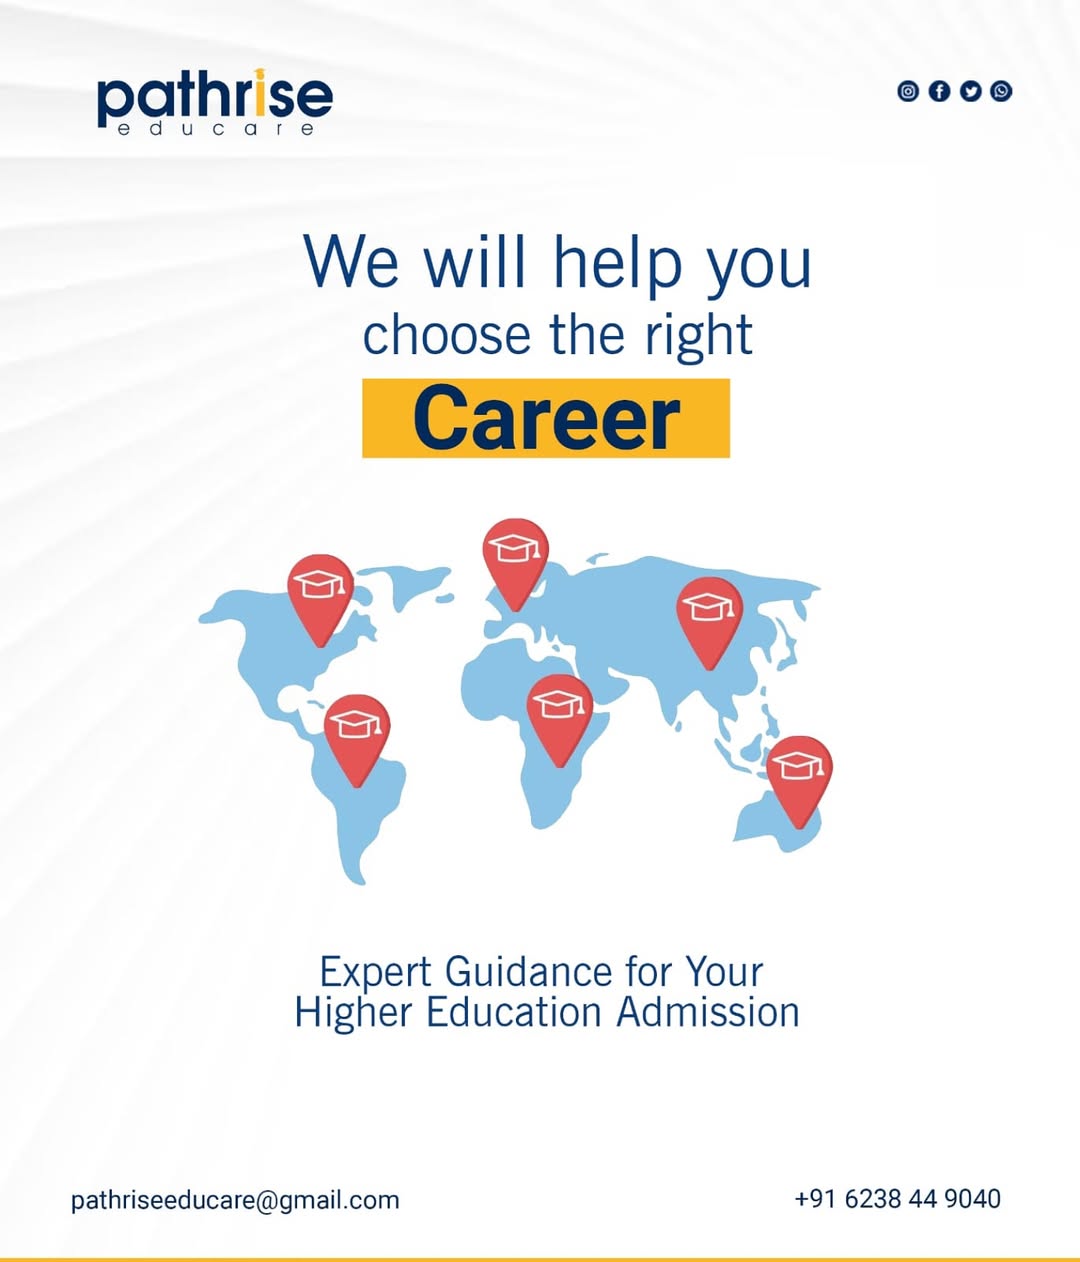 pathrise
educare
We will help you
choose the right
Career
Expert Guidance for Your
Higher Education Admission
pathriseeducare@gmail.com
+91 6238 44 9040